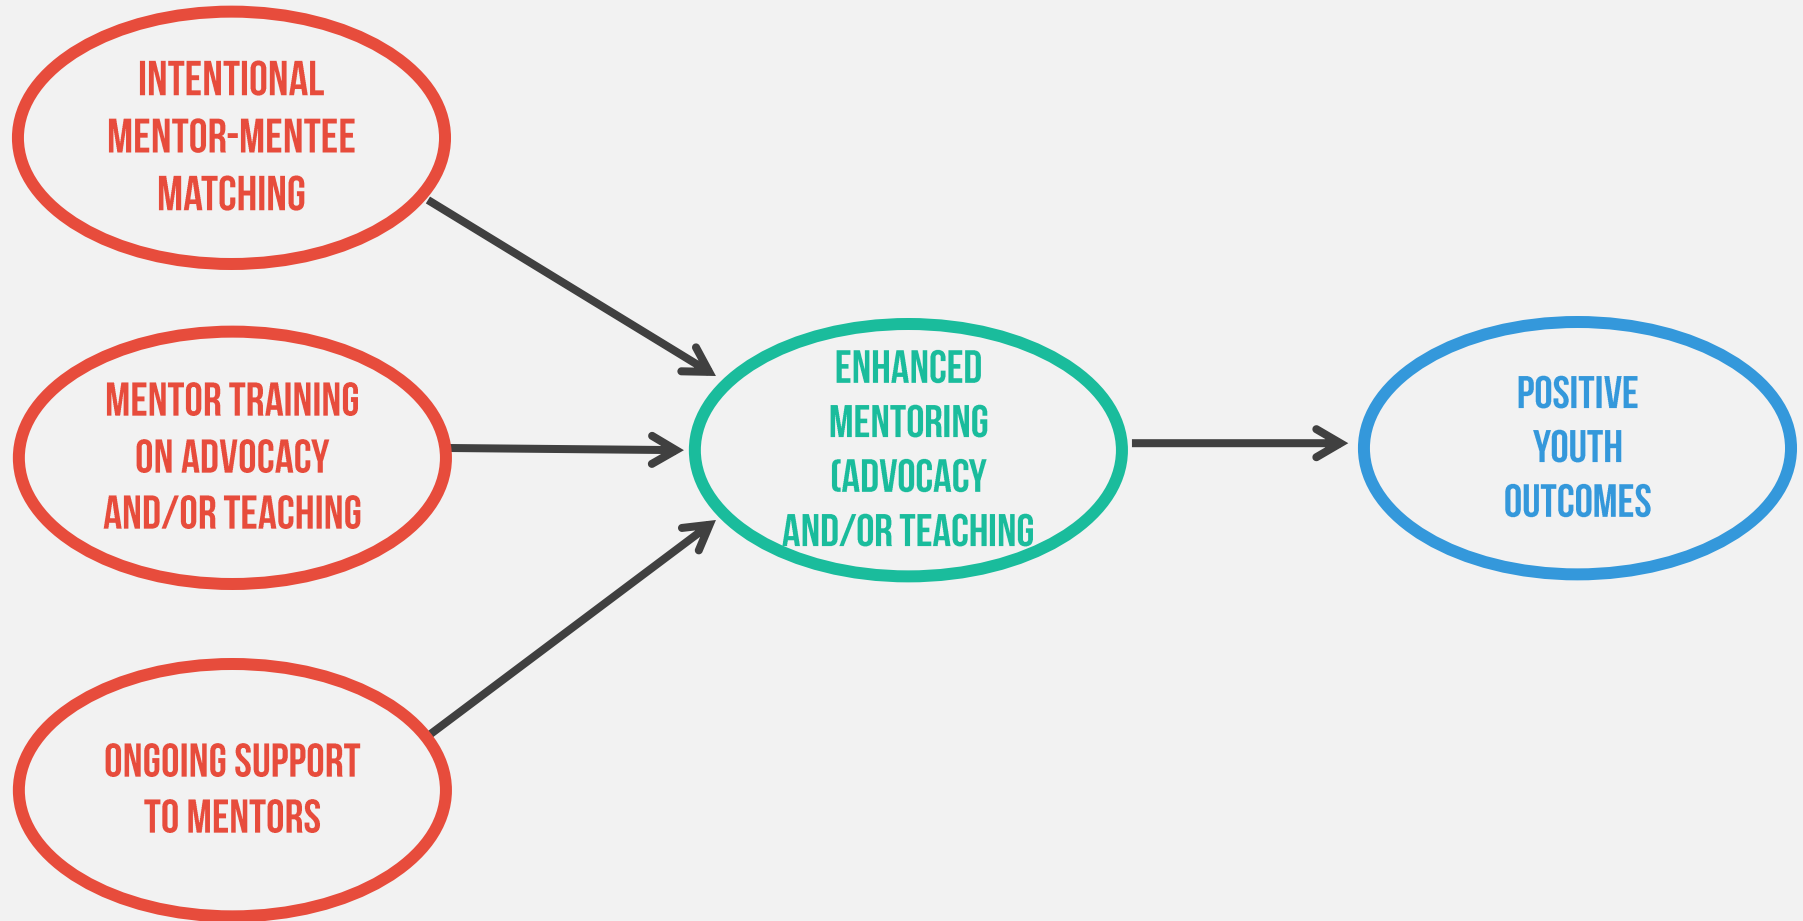 INTENTIONAL
MENTOR-MENTEE
MATCHING
MENTOR TRAINING
ON ADVOCACY
AND/OR TEACHING
ONGOING SUPPORT
TO MENTORS
ENHANCED
MENTORING
(ADVOCACY
AND/OR TEACHING
POSITIVE
YOUTH
OUTCOMES